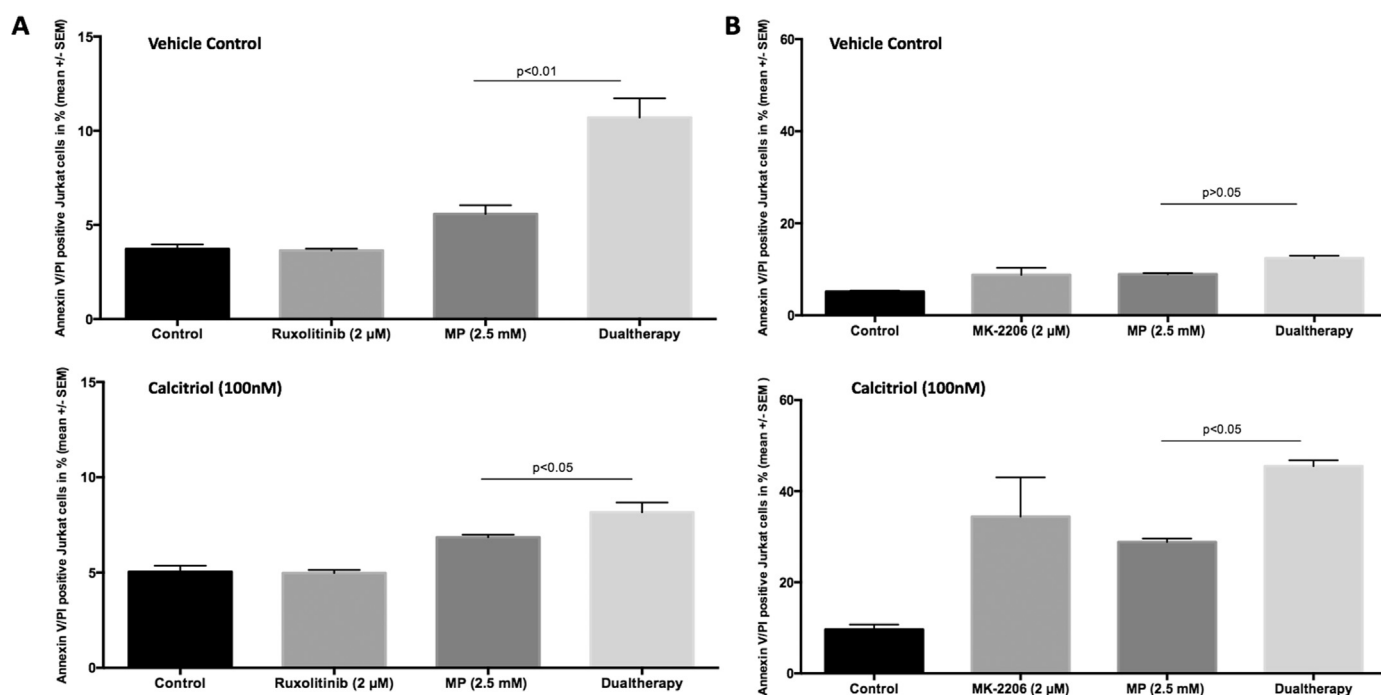 A
Annexin V/PI positive Jurkat cells in % (mean +/- SEM)
Vehicle Control
15
10
5
0
p<0.01
Control
Ruxolitinib (2 µM)
MP (2.5 mM)
Dualtherapy
Annexin V/PI positive Jurkat cells in % (mean +/- SEM)
Calcitriol (100nM)
15
10
5
0
p<0.05
Control
Ruxolitinib (2 µM)
MP (2.5 mM)
Dualtherapy
B
Annexin V/PI positive Jurkat cells in % (mean +/- SEM)
Vehicle Control
60
40
20
0
p>0.05
Control
MK-2206 (2 µM)
MP (2.5 mM)
Dualtherapy
Annexin V/PI positive Jurkat cells in % (mean +/- SEM )
Calcitriol (100nM)
60
40
20
0
p<0.05
Control
MK-2206 (2 µM)
MP (2.5 mM)
Dualtherapy